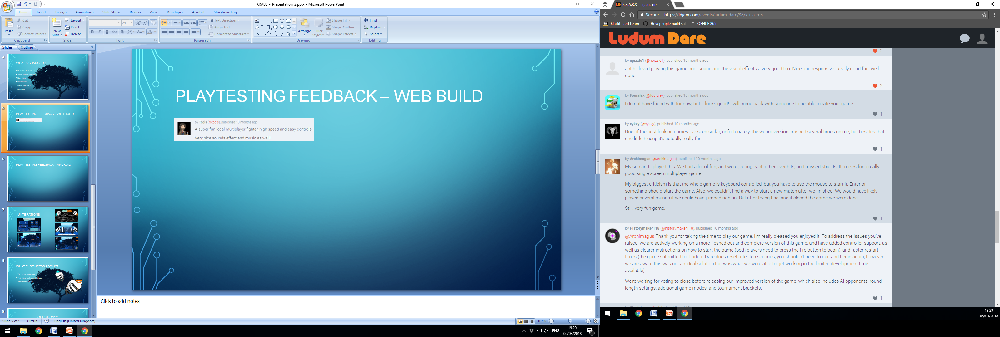 KRABS_-_Presentation_2.pptx - Microsoft PowerPoint
Home Insert Design Animations Slide Show Review View Developer Acrobat Storyboarding
Paste
Cut
Copy
Format Painter
Clipboard
New
Slide
Layout
Reset
Delete
Slides
24
B I U abc S AV Aa A
Font
Text Direction
Align Text
Convert to SmartArt
Paragraph
Arrange
Quick
Styles
Shape Fill
Shape Outline
Shape Effects
Drawing
Find
Replace
Select
Editing
Slides Outline
4
WHAT'S CHANGED?
New menu
Instructions
Haptic feedback
Bug fixes
5
PLAYTESTING FEEDBACK – WEB BUILD
6
PLAYTESTING FEEDBACK – ANDROID
7
UI ITERATIONS
8
WHAT ELSE NEEDS ADDING?
9
QUESTIONS?
PLAYTESTING FEEDBACK – WEB BUILD
by Togis (@togis), published 10 months ago
A super fun local multiplayer fighter, high speed and easy controls.
Very nice sounds effect and music as well!
Click to add notes
Slide 5 of 9 "Circuit" English (United Kingdom) 107%
ENG 19:29
06/03/2018
K.R.A.B.S. | ldjam.com
Secure | https://ldjam.com/events/ludum-dare/38/k-r-a-b-s
Bb Blackboard Learn How people build so OFFICE 365
Ludum Dare
2
by npizzle1 (@npizzle1), published 10 months ago
ahhh i loved playing this game cool sound and the visual effects a very good too. Nice and responsive. Really good fun, well
done!
2
by Fouralex (@fouralex), published 10 months ago
I do not have friend with for now, but it looks good! I will come back with someone to be able to rate your game.
1
by xykvy (@xykvy), published 10 months ago
One of the best looking games I've seen so far, unfortunately, the webm version crashed several times on me, but besides that
one little hiccup it's actually really fun!
1
by Archimagus (@archimagus), published 10 months ago
My son and I played this. We had a lot of fun, and were jeering each other over hits, and missed shields. It makes for a really
good single screen multiplayer game.
My biggest criticism is that the whole game is keyboard controlled, but you have to use the mouse to start it. Enter or
something should start the game. Also, we couldn't find a way to start a new match after we finished. We would have likely
played several rounds if we could have jumped right in. But after trying Esc. and it closed the game we were done.
Still, very fun game.
1
by Historymaker118 (@historymaker118), published 10 months ago
@Archimagus Thank you for taking the time to play our game, I'm really pleased you enjoyed it. To address the issues you've
raised, we are actively working on a more fleshed out and complete version of this game, and have added controller support, as
well as clearer instructions on how to start the game (both players need to press the fire button to begin), and faster restart
times (the game submitted for Ludum Dare does reset after ten seconds, you shouldn't need to quit and begin again, however
we are aware this was not an ideal solution but was what we were able to get working in the limited development time
available).
We're waiting for voting to close before releasing our improved version of the game, which also includes AI opponents, round
length settings, additional game modes, and tournament brackets.
1
19:29
06/03/2018